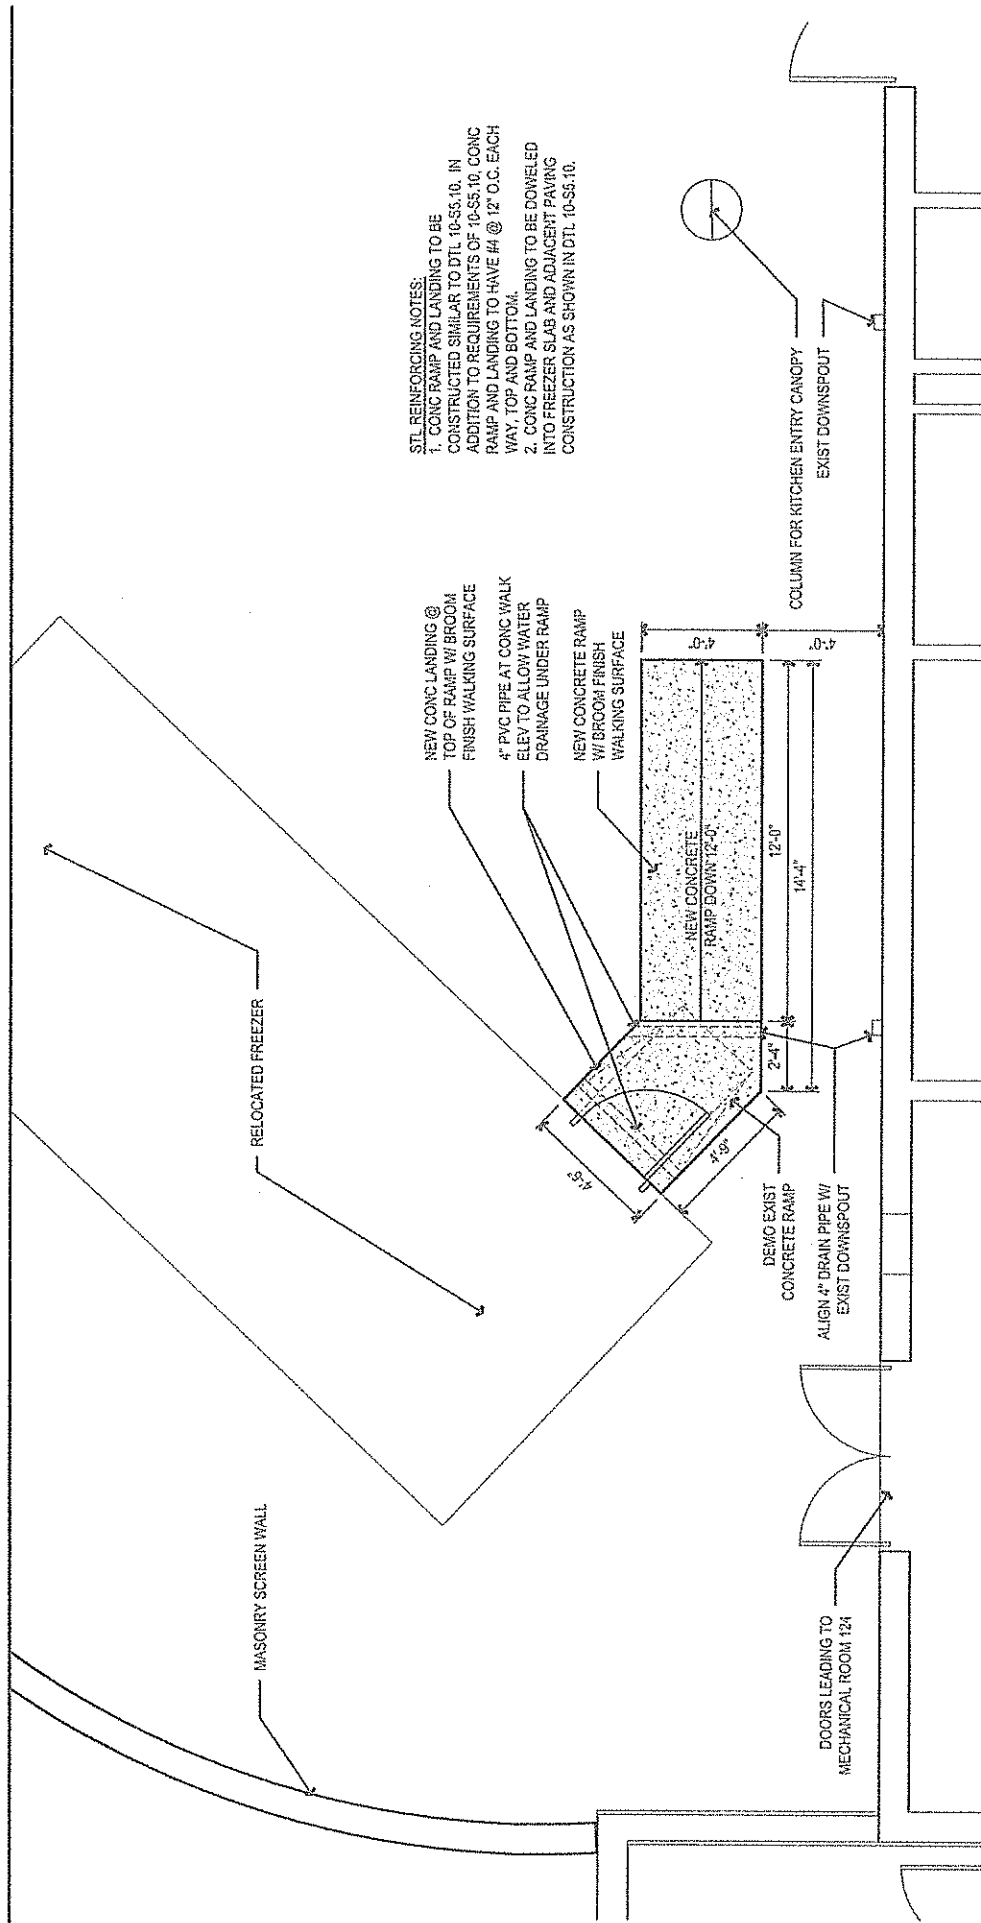 MASONRY SCREEN WALL
RELOCATED FREEZER
STL REINFORCING NOTES:
1. CONC RAMP AND LANDING TO BE
CONSTRUCTED SIMILAR TO DTL 10-S5.10. IN
ADDITION TO REQUIREMENTS OF 10-S5.10, CONC
RAMP AND LANDING TO HAVE #4 @ 12" O.C. EACH
WAY, TOP AND BOTTOM.
2. CONC RAMP AND LANDING TO BE DOWELED
INTO FREEZER SLAB AND ADJACENT PAVING
CONSTRUCTION AS SHOWN IN DTL 10-S5.10.
NEW CONC LANDING @
TOP OF RAMP W/ BROOM
FINISH WALKING SURFACE
4" PVC PIPE AT CONC WALK
ELEV TO ALLOW WATER
DRAINAGE UNDER RAMP
NEW CONCRETE RAMP
W/ BROOM FINISH
WALKING SURFACE
4'-6"
4'-9"
NEW CONCRETE
RAMP DOWN 12'-0"
4'-0"
2'-4"
12'-0"
14'-4"
4'-0"
DEMO EXIST
CONCRETE RAMP
ALIGN 4" DRAIN PIPE W/
EXIST DOWNSPOUT
COLUMN FOR KITCHEN ENTRY CANOPY
EXIST DOWNSPOUT
DOORS LEADING TO
MECHANICAL ROOM 124